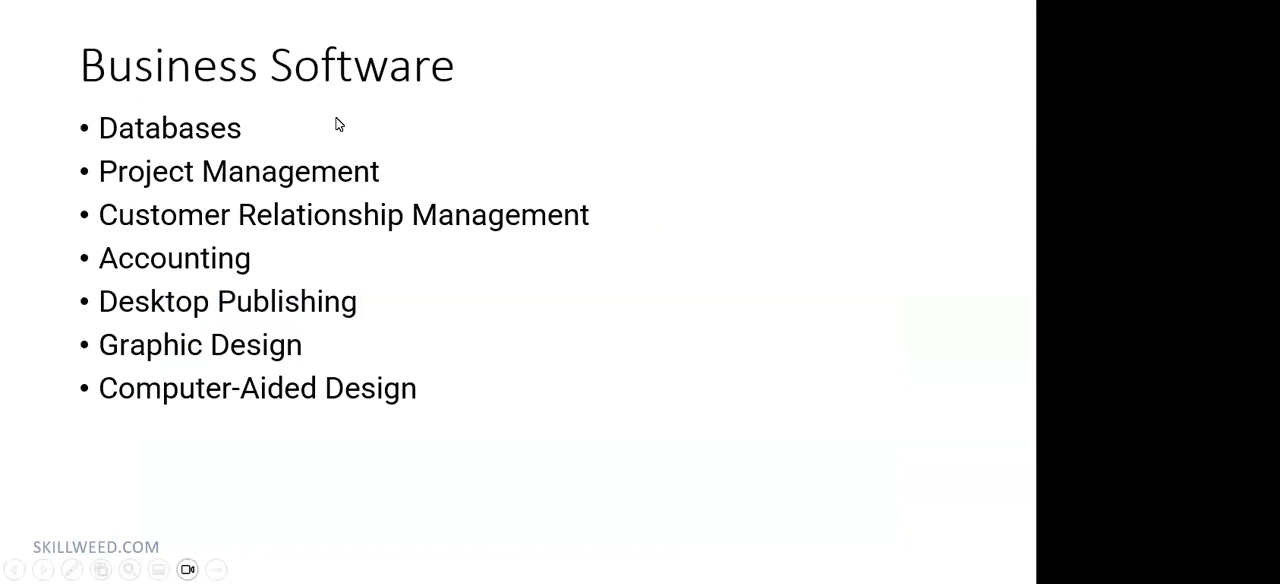 Business Software
• Databases
• Project Management
• Customer Relationship Management
• Accounting
• Desktop Publishing
• Graphic Design
• Computer-Aided Design
SKILLWEED.COM